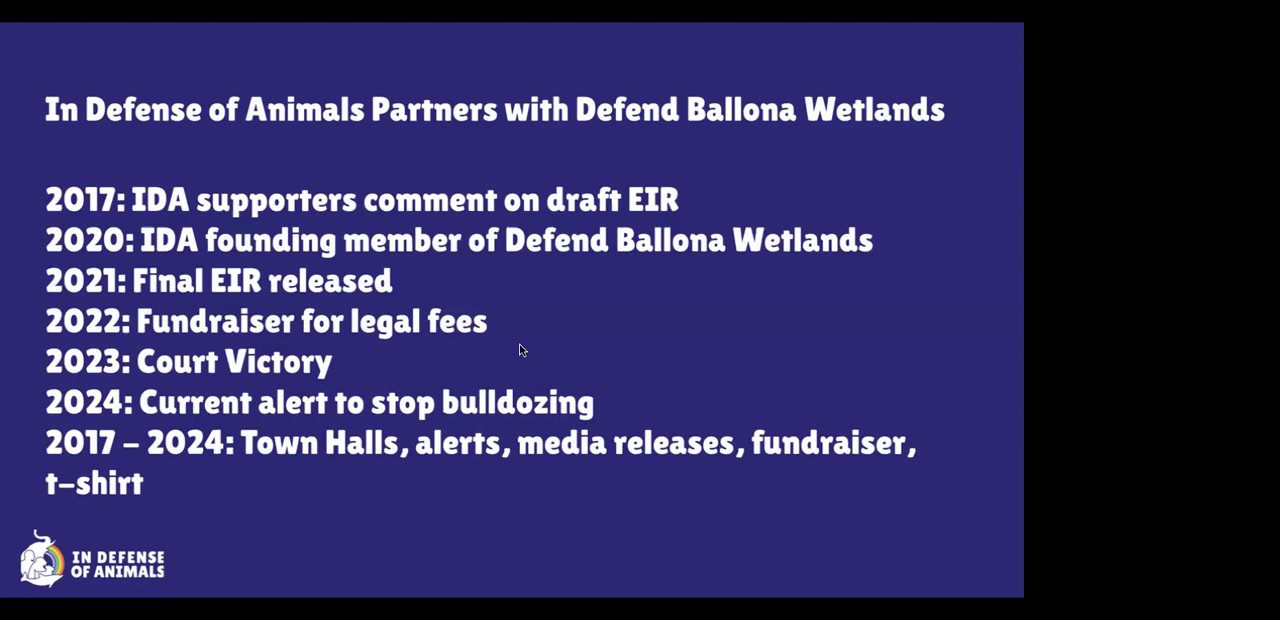 In Defense of Animals Partners with Defend Ballona Wetlands
2017: IDA supporters comment on draft EIR
2020: IDA founding member of Defend Ballona Wetlands
2021: Final EIR released
2022: Fundraiser for legal fees
2023: Court Victory
2024: Current alert to stop bulldozing
2017 – 2024: Town Halls, alerts, media releases, fundraiser,
t-shirt
IN DEFENSE
OF ANIMALS